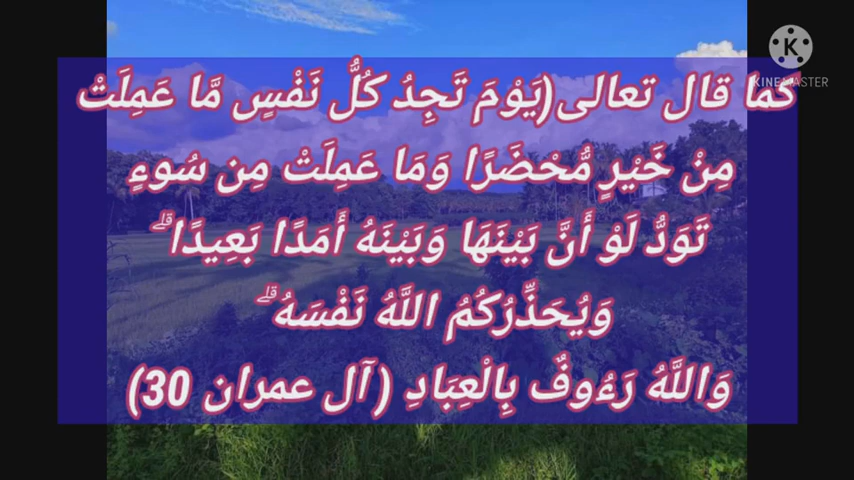 كما قال تعالى(يَوْمَ تَجِدُ كُلُّ نَفْسٍ مَّا عَمِلَتْ
مِنْ خَيْرٍ مُّحْضَرًا وَمَا عَمِلَتْ مِن سُوءٍ
تَوَدُّ لَوْ أَنَّ بَيْنَهَا وَبَيْنَهُ أَمَدًا بَعِيدًا ۗ
وَيُحَذِّرُكُمُ اللَّهُ نَفْسَهُ ۗ
وَاللَّهُ رَءُوفٌ بِالْعِبَادِ (آل عمران 30)
K
KINEMASTER